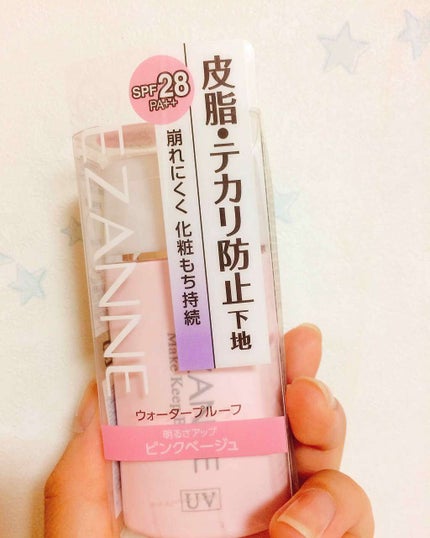 SPF28
PA++
皮脂・テカリ防止下地
崩れにくく 化粧もち持続
ZANNE
ZANNE
Make Keep
ウォータープルーフ
明るさアップ
ピンクベージュ
UV